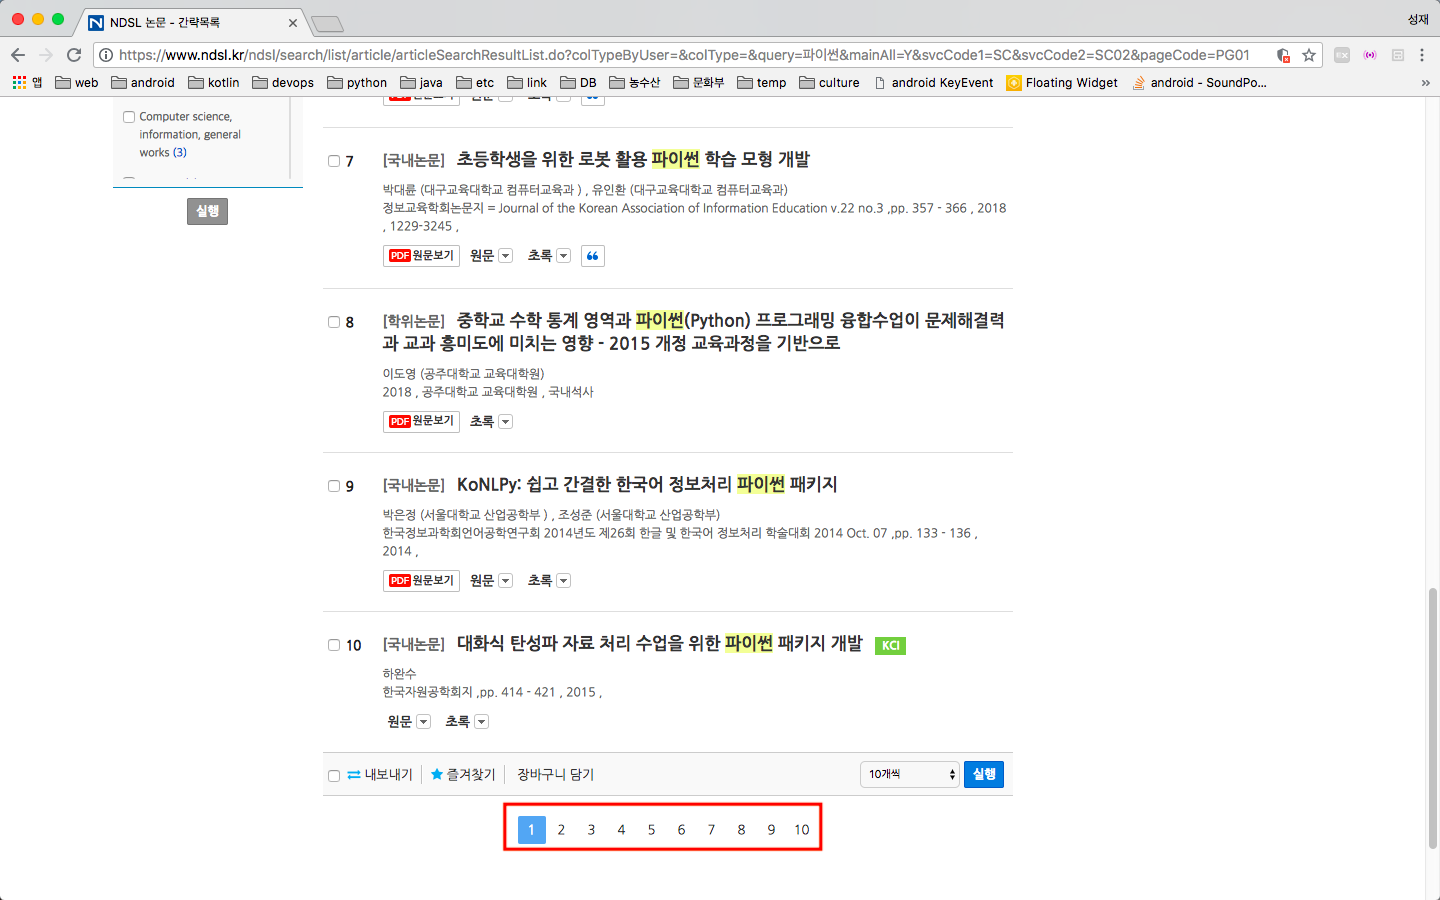 NDSL 논문 - 간략목록
성재
https://www.ndsl.kr/ndsl/search/list/article/articleSearchResultList.do?colTypeByUser=&colType=&query=파이썬&mainAll=Y&svcCode1=SC&svcCode2=SC02&pageCode=PG01
앱 web android kotlin devops python java etc link DB 농수산 문화부 temp culture android KeyEvent Floating Widget android - SoundPo... »
Computer science,
information, general
works (3)
실행
7 [국내논문] 초등학생을 위한 로봇 활용 파이썬 학습 모형 개발
박대륜 (대구교육대학교 컴퓨터교육과 ) , 유인환 (대구교육대학교 컴퓨터교육과)
정보교육학회논문지 = Journal of the Korean Association of Information Education v.22 no.3 ,pp. 357 - 366 , 2018
, 1229-3245 ,
PDF 원문보기 원문 초록
8 [학위논문] 중학교 수학 통계 영역과 파이썬(Python) 프로그래밍 융합수업이 문제해결력
과 교과 흥미도에 미치는 영향 - 2015 개정 교육과정을 기반으로
이도영 (공주대학교 교육대학원)
2018 , 공주대학교 교육대학원 , 국내석사
PDF 원문보기 초록
9 [국내논문] KoNLPy: 쉽고 간결한 한국어 정보처리 파이썬 패키지
박은정 (서울대학교 산업공학부 ) , 조성준 (서울대학교 산업공학부)
한국정보과학회언어공학연구회 2014년도 제26회 한글 및 한국어 정보처리 학술대회 2014 Oct. 07 ,pp. 133 - 136 ,
2014 ,
PDF 원문보기 원문 초록
10 [국내논문] 대화식 탄성파 자료 처리 수업을 위한 파이썬 패키지 개발 KCI
하완수
한국자원공학회지 ,pp. 414 - 421 , 2015 ,
원문 초록
내보내기 즐겨찾기 장바구니 담기 10개씩 실행
1 2 3 4 5 6 7 8 9 10